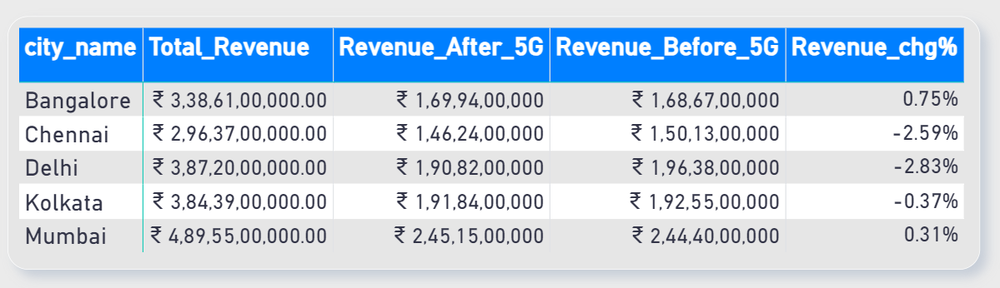 city_name Total_Revenue Revenue_After_5G Revenue_Before_5G Revenue_chg%
Bangalore ₹ 3,38,61,00,000.00 ₹ 1,69,94,00,000 ₹ 1,68,67,00,000 0.75%
Chennai ₹ 2,96,37,00,000.00 ₹ 1,46,24,00,000 ₹ 1,50,13,00,000 -2.59%
Delhi ₹ 3,87,20,00,000.00 ₹ 1,90,82,00,000 ₹ 1,96,38,00,000 -2.83%
Kolkata ₹ 3,84,39,00,000.00 ₹ 1,91,84,00,000 ₹ 1,92,55,00,000 -0.37%
Mumbai ₹ 4,89,55,00,000.00 ₹ 2,45,15,00,000 ₹ 2,44,40,00,000 0.31%